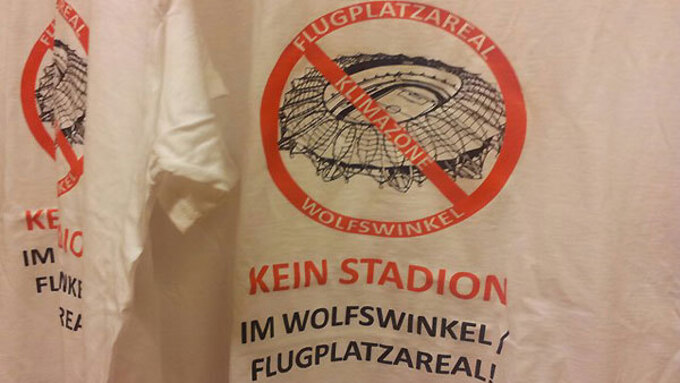 FLUGPLATZAREAL
KLIMAZONE
WOLFSWINKEL
KEIN STADION
IM WOLFSWINKEL /
FLUGPLATZAREAL!